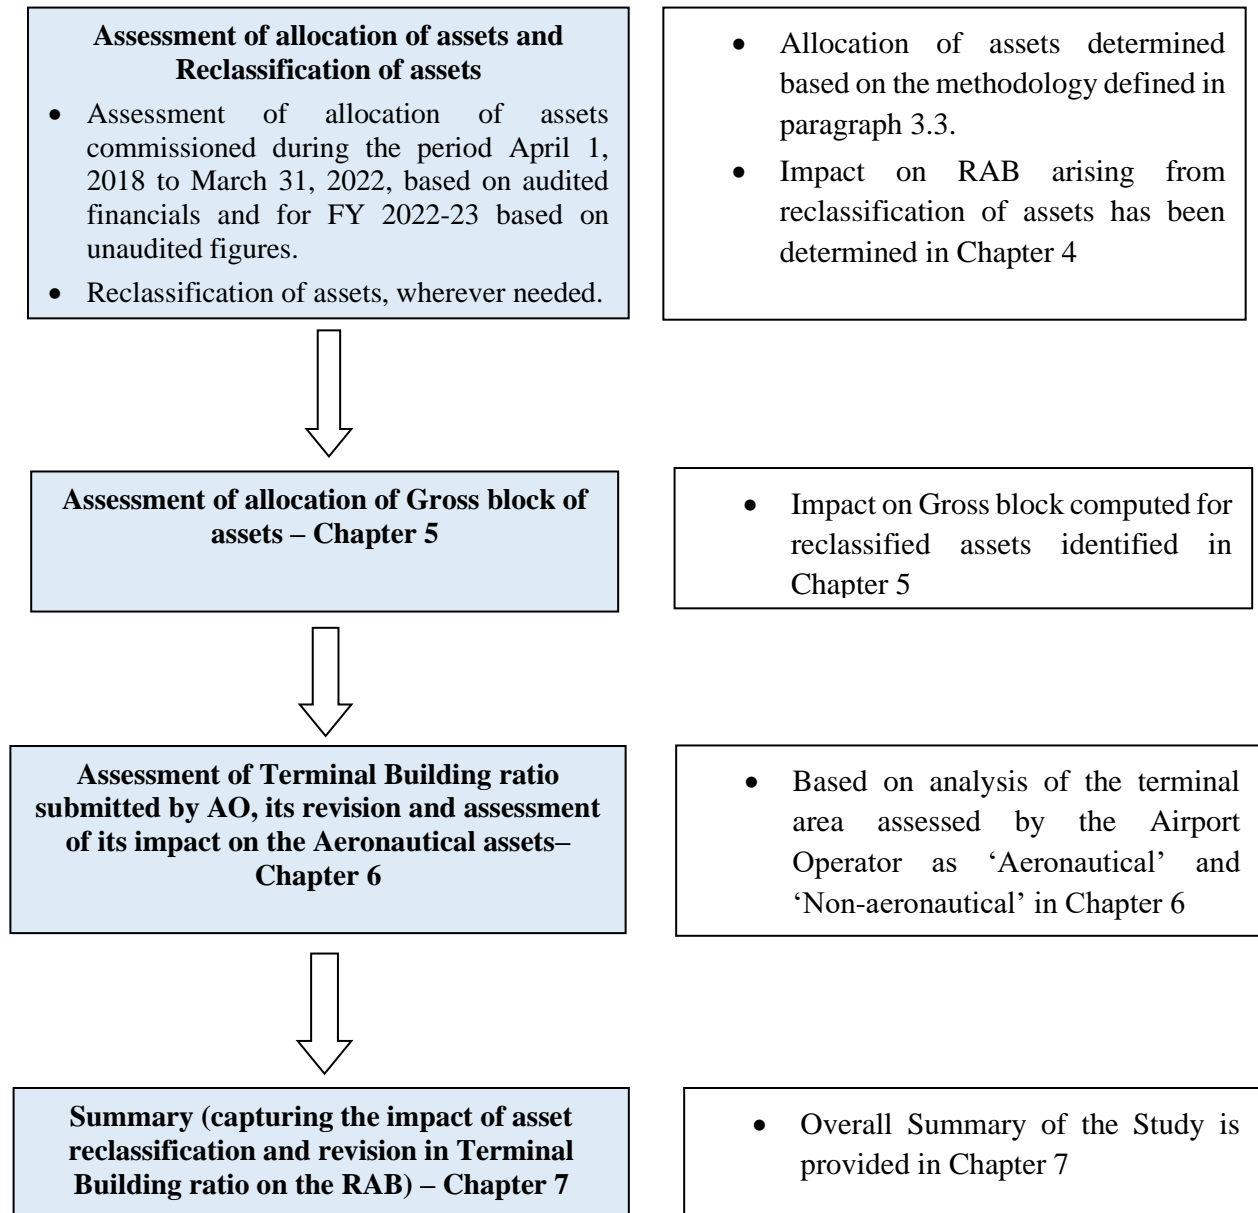 Assessment of allocation of assets and
Reclassification of assets
• Assessment of allocation of assets
commissioned during the period April 1,
2018 to March 31, 2022, based on audited
financials and for FY 2022-23 based on
unaudited figures.
• Reclassification of assets, wherever needed.
• Allocation of assets determined
based on the methodology defined in
paragraph 3.3.
• Impact on RAB arising from
reclassification of assets has been
determined in Chapter 4
Assessment of allocation of Gross block of
assets – Chapter 5
• Impact on Gross block computed for
reclassified assets identified in
Chapter 5
Assessment of Terminal Building ratio
submitted by AO, its revision and assessment
of its impact on the Aeronautical assets–
Chapter 6
• Based on analysis of the terminal
area assessed by the Airport
Operator as ‘Aeronautical’ and
‘Non-aeronautical’ in Chapter 6
Summary (capturing the impact of asset
reclassification and revision in Terminal
Building ratio on the RAB) – Chapter 7
• Overall Summary of the Study is
provided in Chapter 7